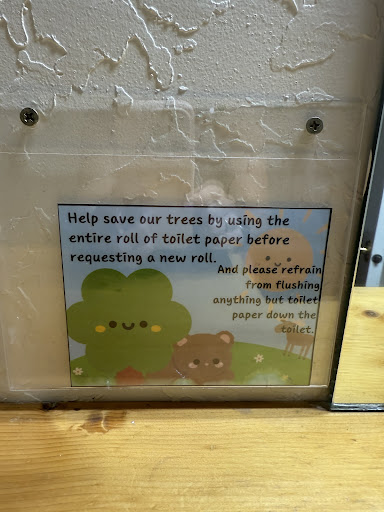 Help save our trees by using the
entire roll of toilet paper before
requesting a new roll.
And please refrain
from flushing
anything but toilet
paper down the
toilet.